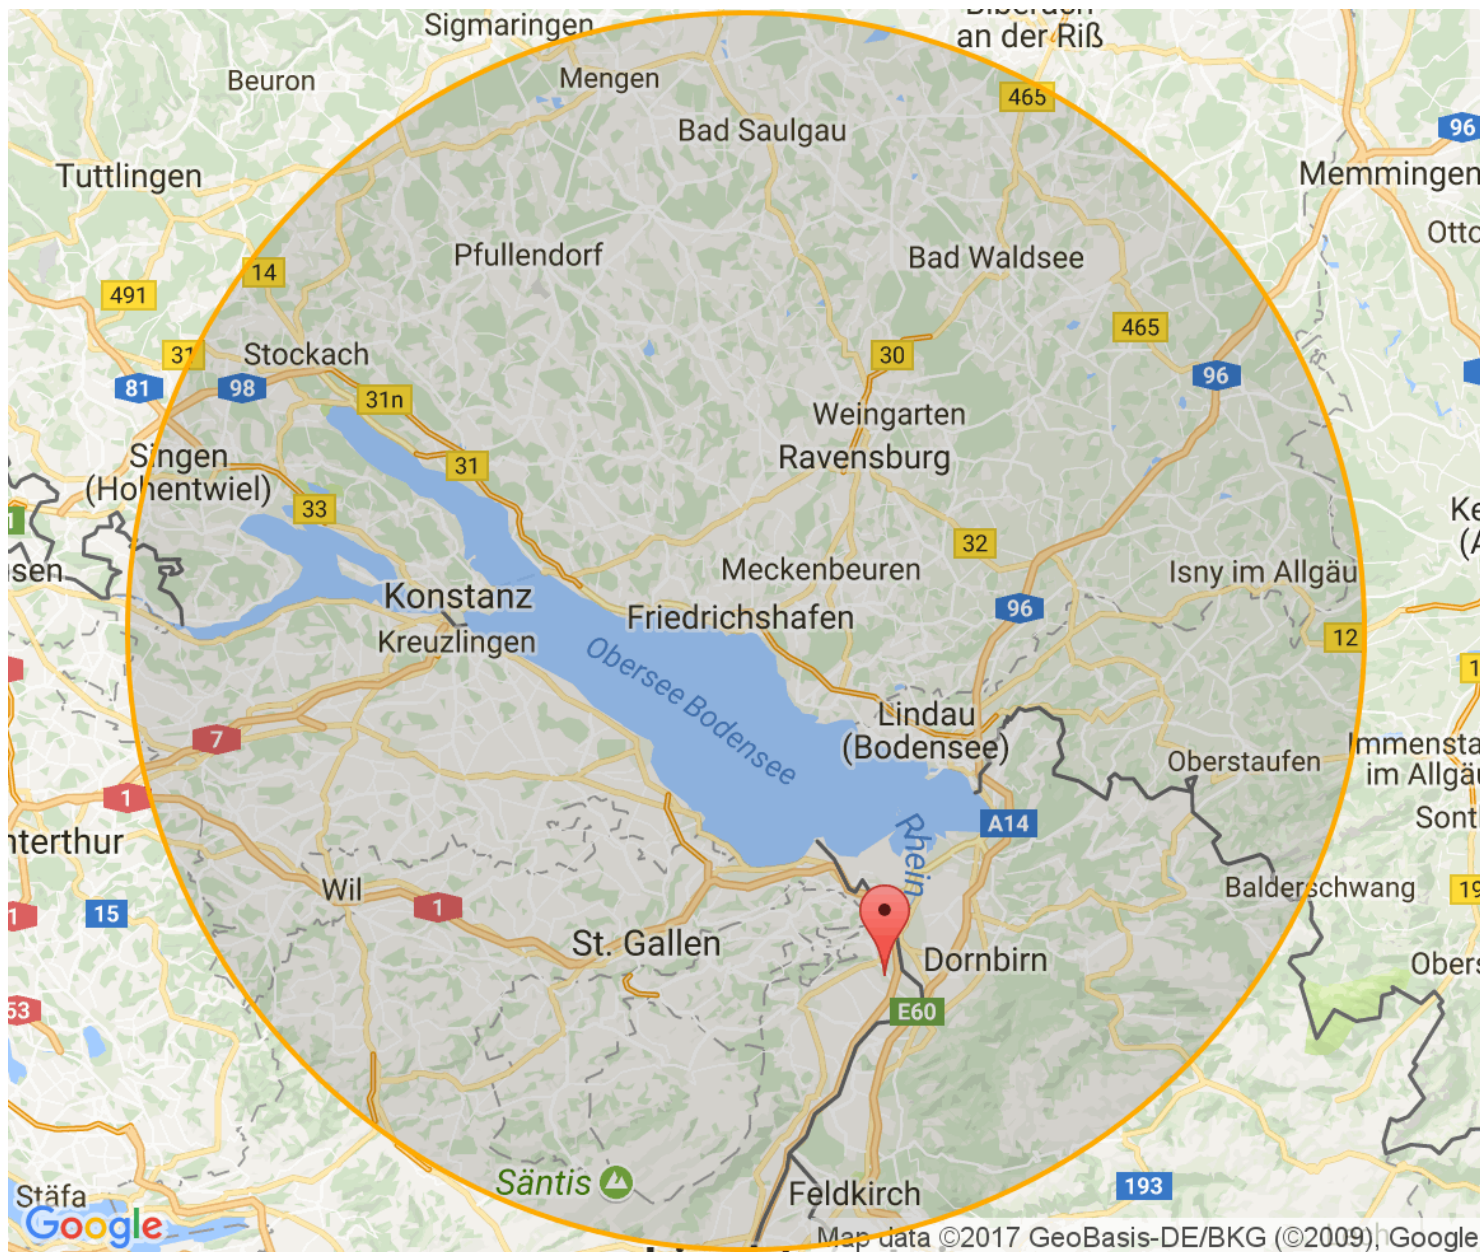 Sigmaringen
an der Riß
Beuron
Mengen
465
Bad Saulgau
96
Tuttlingen
Memmingen
Otto
Pfullendorf
Bad Waldsee
14
491
465
31
Stockach
30
81
98
96
31n
Weingarten
Singen
(Hohentwiel)
31
Ravensburg
33
32
Meckenbeuren
Isny im Allgäu
Konstanz
96
Friedrichshafen
Kreuzlingen
12
Obersee Bodensee
7
Lindau
(Bodensee)
Oberstaufen
im Allgäu
1
A14
Rhein
Wil
1
15
Balderschwang
St. Gallen
Dornbirn
E60
Säntis
Feldkirch
193
Stäfa
Google
Map data ©2017 GeoBasis-DE/BKG (©2009), Google